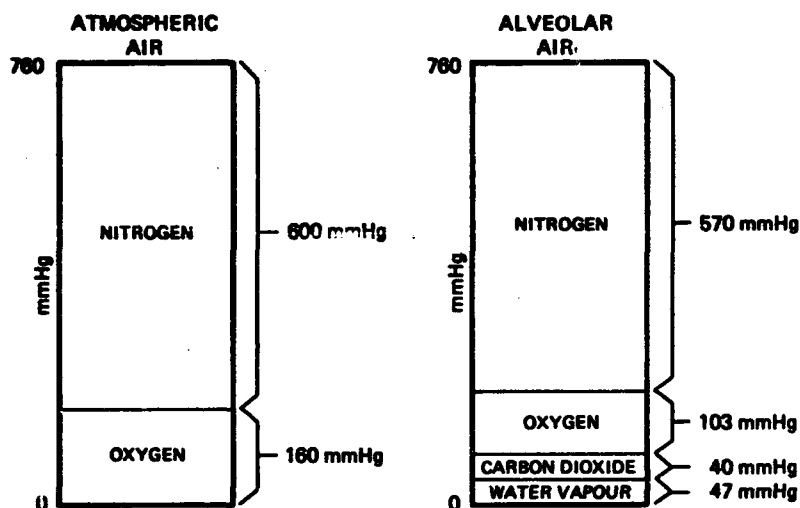 ATMOSPHERIC
AIR
760
NITROGEN
600 mmHg
mmHg
OXYGEN
160 mmHg
0
ALVEOLAR
AIR
760
NITROGEN
570 mmHg
mmHg
OXYGEN
103 mmHg
CARBON DIOXIDE
40 mmHg
WATER VAPOUR
47 mmHg
0